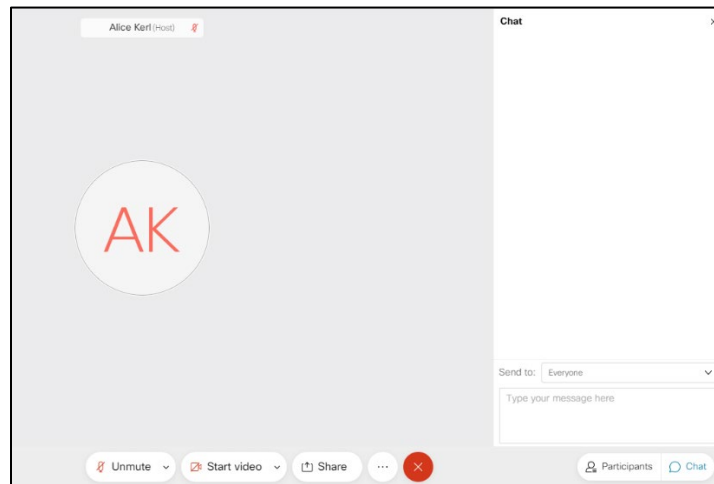 Alice Kerl (Host)
Chat
AK
Send to: Everyone
Type your message here
Unmute
Start video
Share
Participants
Chat